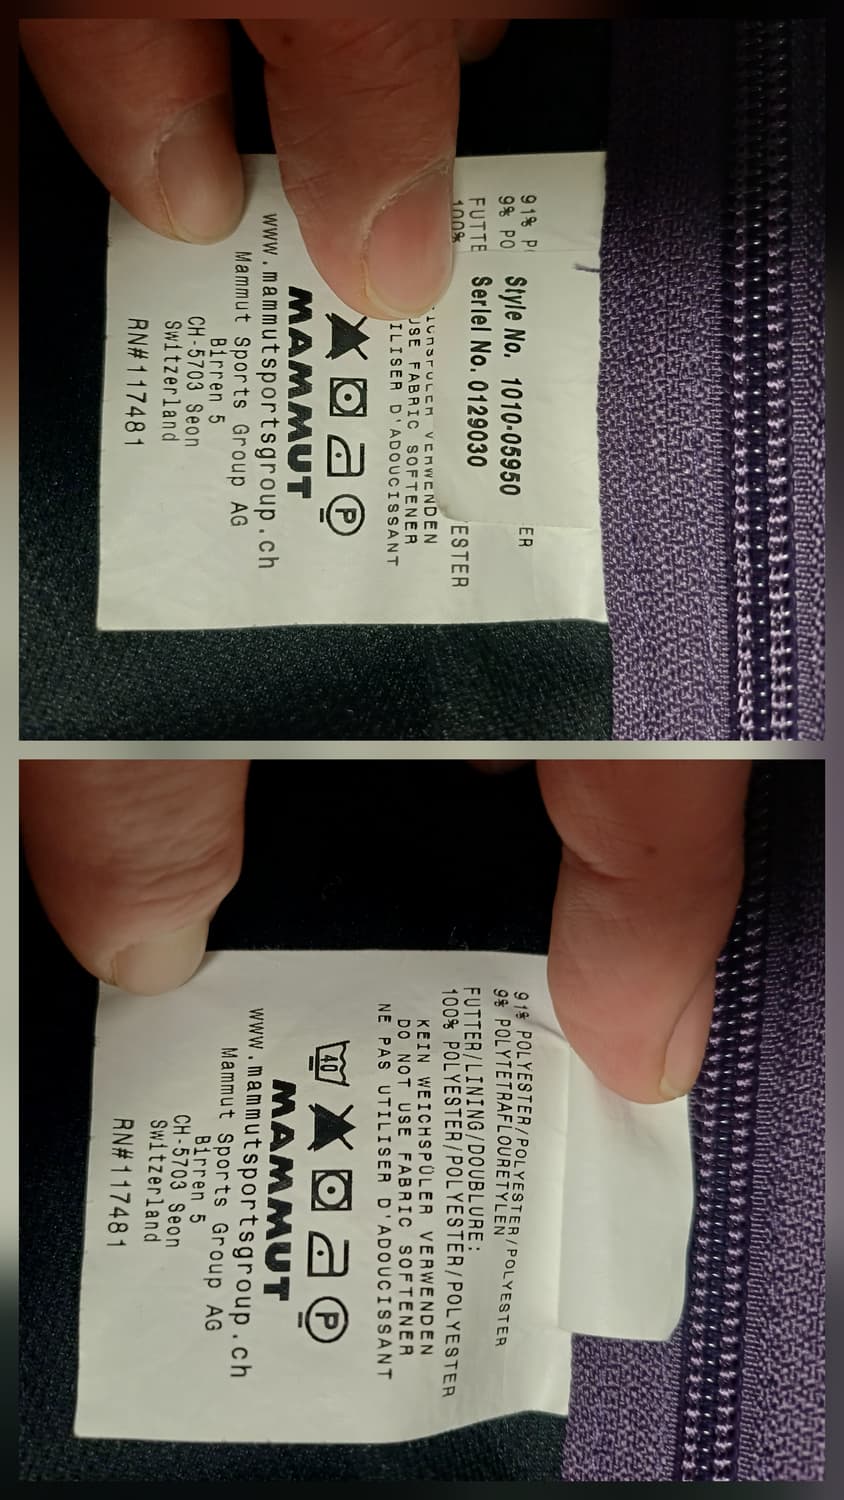 91% P
9% PO
FUTTE
100%
Style No. 1010-05950
Seriel No. 0129030
ER
ESTER
VERWENDEN
USE FABRIC SOFTENER
ILISER D'ADOUCISSANT
P
MAMMUT
www.mammutsportsgroup.ch
Mammut Sports Group AG
Birren 5
CH-5703 Seon
Switzerland
RN#117481
91% POLYESTER/POLYESTER/POLYESTER
9% POLYTETRAFLOURETYLEN
FUTTER/LINING/DOUBLURE:
100% POLYESTER/POLYESTER/POLYESTER
KEIN WEICHSPÜLER VERWENDEN
DO NOT USE FABRIC SOFTENER
NE PAS UTILISER D'ADOUCISSANT
40 P
MAMMUT
www.mammutsportsgroup.ch
Mammut Sports Group AG
Birren 5
CH-5703 Seon
Switzerland
RN#117481